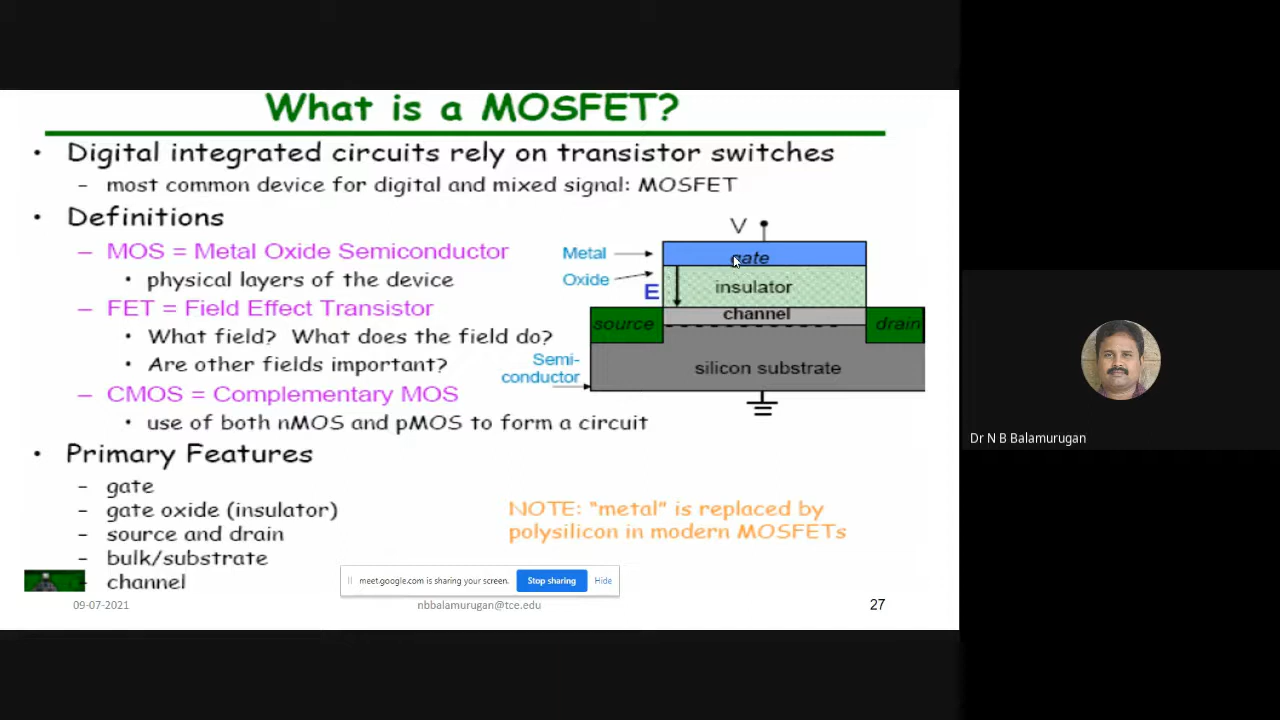 What is a MOSFET?
• Digital integrated circuits rely on transistor switches
- most common device for digital and mixed signal: MOSFET
• Definitions
- MOS = Metal Oxide Semiconductor
• physical layers of the device
- FET = Field Effect Transistor
• What field? What does the field do?
• Are other fields important?
- CMOS = Complementary MOS
• use of both nMOS and pMOS to form a circuit
• Primary Features
- gate
- gate oxide (insulator)
- source and drain
- bulk/substrate
- channel
V
Metal
gate
Oxide
E
insulator
channel
source
drain
Semi-
conductor
silicon substrate
NOTE: "metal" is replaced by
polysilicon in modern MOSFETs
meet.google.com is sharing your screen.
Stop sharing
Hide
09-07-2021
nbbalamurugan@tce.edu
27
Dr N B Balamurugan